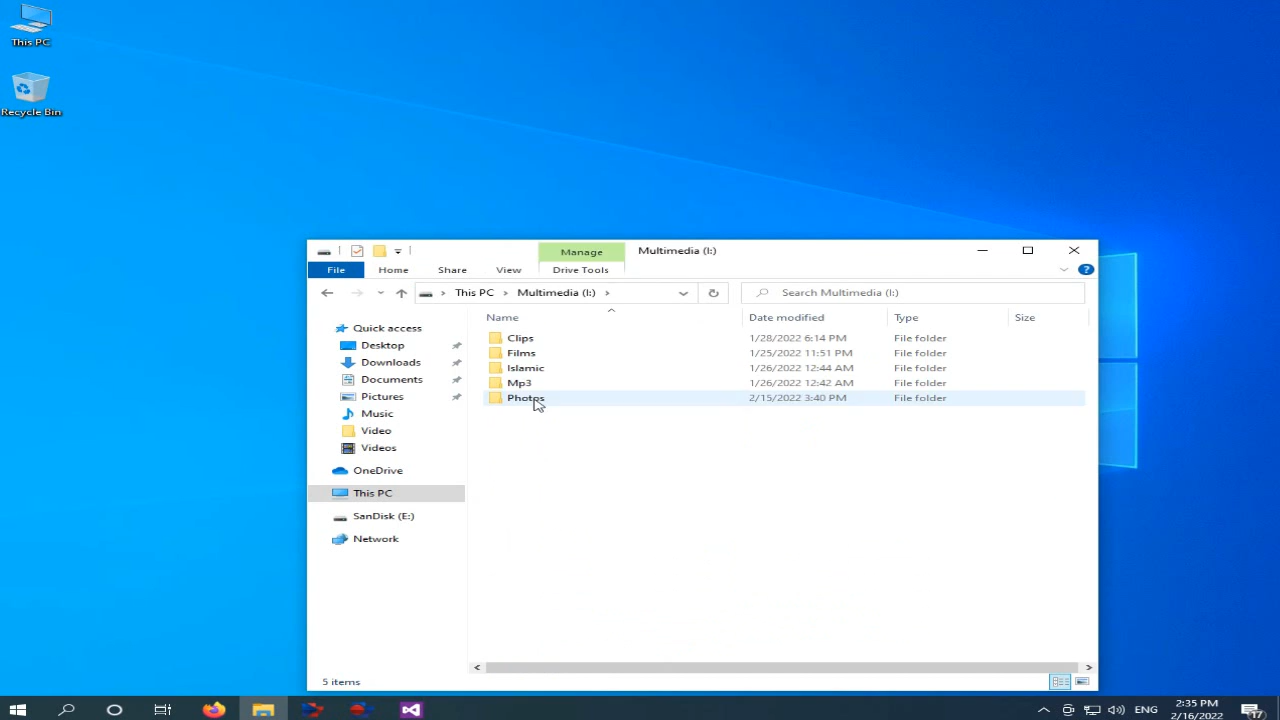 This PC
Recycle Bin
Manage
Multimedia (I:)
File
Home
Share
View
Drive Tools
This PC
Multimedia (I:)
Search Multimedia (I:)
Name
Date modified
Type
Size
Quick access
Desktop
Downloads
Documents
Pictures
Music
Video
Videos
OneDrive
This PC
SanDisk (E:)
Network
Clips 1/28/2022 6:14 PM File folder
Films 1/25/2022 11:51 PM File folder
Islamic 1/26/2022 12:44 AM File folder
Mp3 1/26/2022 12:42 AM File folder
Photos 2/15/2022 3:40 PM File folder
5 items
ENG
2:35 PM
2/16/2022
17